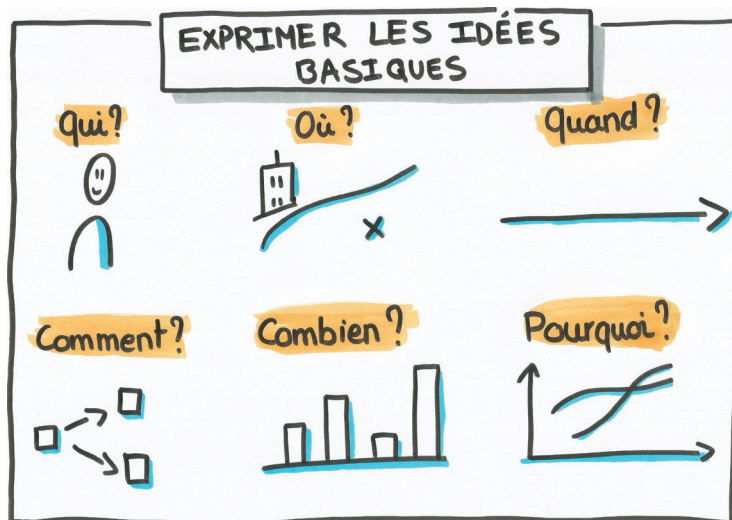 EXPRIMER LES IDÉES
BASIQUES
Qui?
Où?
Quand?
Comment?
Combien?
Pourquoi?